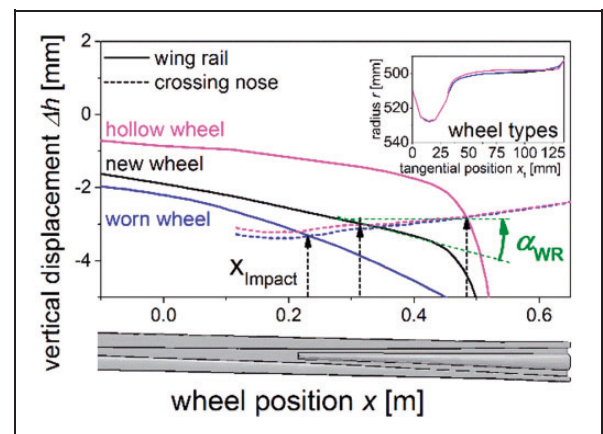 2
0
-2
-4
vertical displacement Δh [mm]
wing rail
crossing nose
hollow wheel
new wheel
worn wheel
X_Impact
α_WR
500
520
540
radius r [mm]
wheel types
0 25 50 75 100 125
tangential position x_t [mm]
0.0 0.2 0.4 0.6
wheel position x [m]